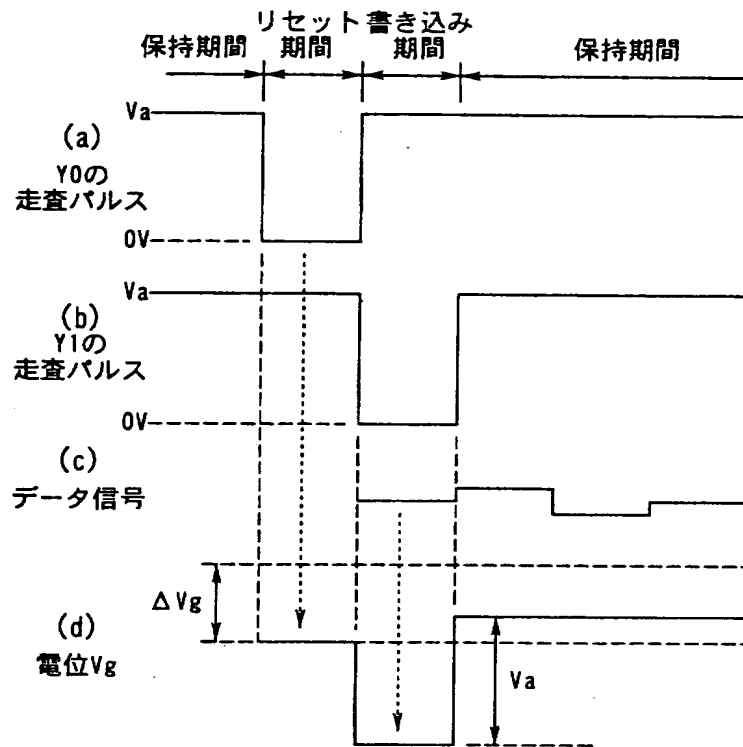 リセット書き込み
保持期間 期間 期間 保持期間
Va
(a)
Y0の
走査パルス
0V
Va
(b)
Y1の
走査パルス
0V
(c)
データ信号
ΔVg
(d)
電位Vg
Va